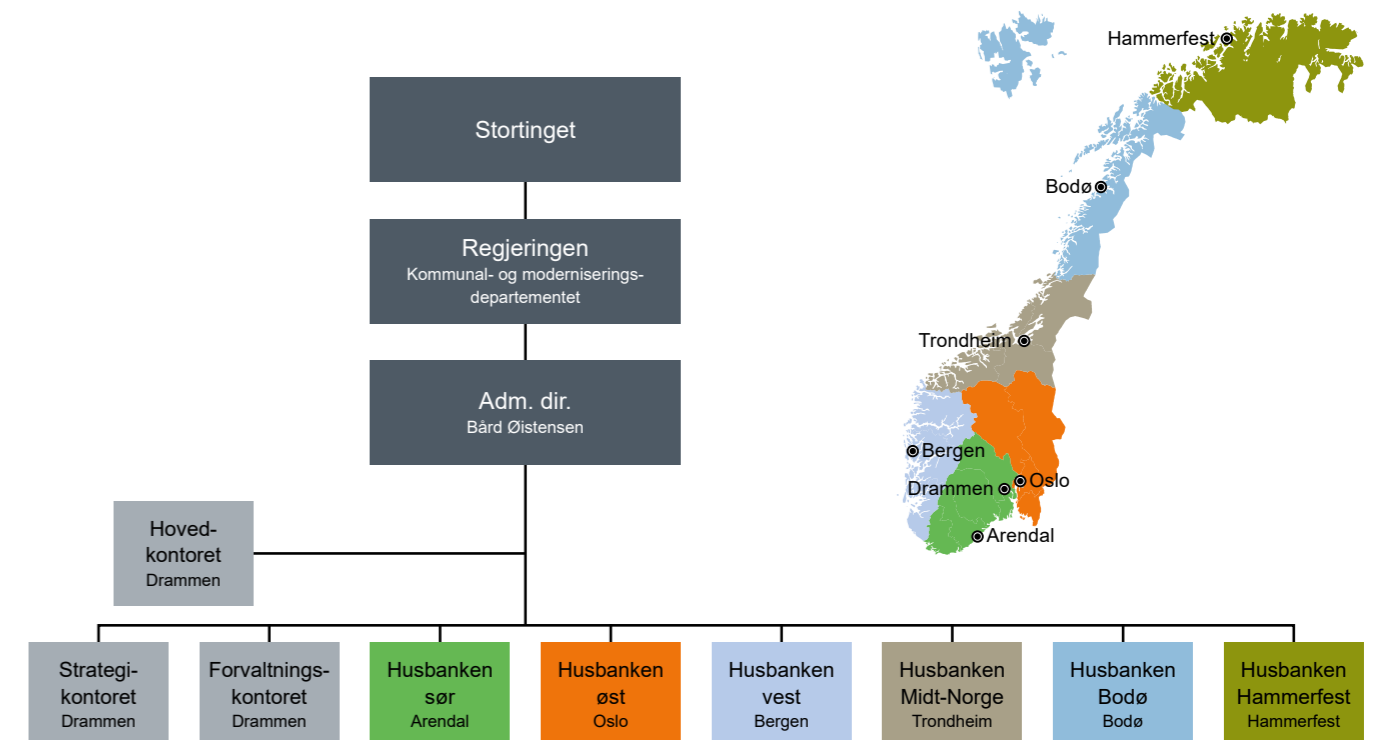 Stortinget
Regjeringen
Kommunal- og moderniserings-
departementet
Adm. dir.
Bård Øistensen
Hoved-
kontoret
Drammen
Strategi-
kontoret
Drammen
Forvaltnings-
kontoret
Drammen
Husbanken
sør
Arendal
Husbanken
øst
Oslo
Husbanken
vest
Bergen
Husbanken
Midt-Norge
Trondheim
Husbanken
Bodø
Bodø
Husbanken
Hammerfest
Hammerfest
Hammerfest
Bodø
Trondheim
Bergen
Oslo
Drammen
Arendal